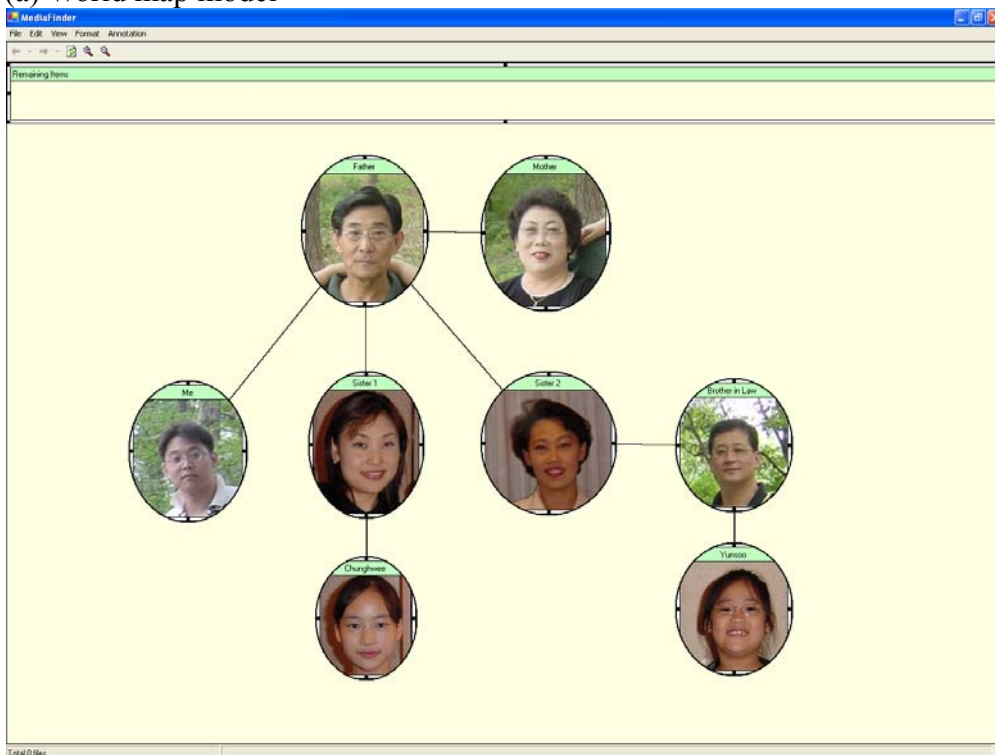 (a) World map model
MediaFinder
File Edit View Format Annotation
Remaining Items
Father
Mother
Me
Sister 1
Sister 2
Brother in Law
Chunghwee
Yunsoo
Total 0 files